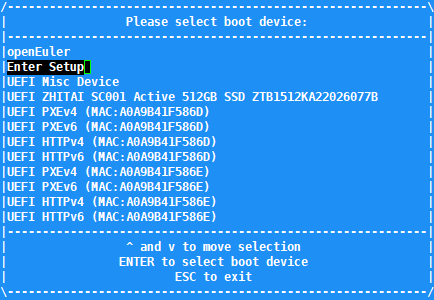 Please select boot device:
openEuler
Enter Setup
UEFI Misc Device
UEFI ZHITAI SC001 Active 512GB SSD ZTB1512KA22026077B
UEFI PXEv4 (MAC:A0A9B41F586D)
UEFI PXEv6 (MAC:A0A9B41F586D)
UEFI HTTPv4 (MAC:A0A9B41F586D)
UEFI HTTPv6 (MAC:A0A9B41F586D)
UEFI PXEv4 (MAC:A0A9B41F586E)
UEFI PXEv6 (MAC:A0A9B41F586E)
UEFI HTTPv4 (MAC:A0A9B41F586E)
UEFI HTTPv6 (MAC:A0A9B41F586E)
^ and v to move selection
ENTER to select boot device
ESC to exit